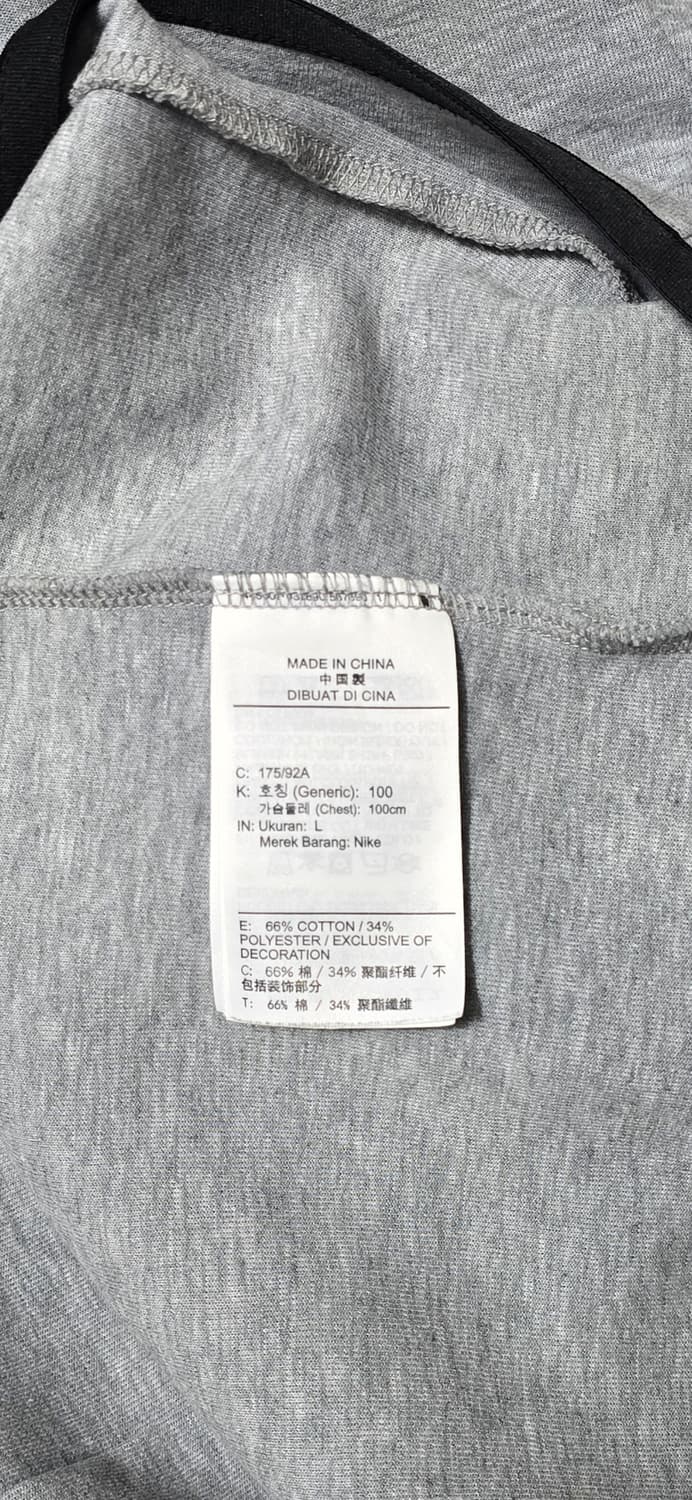 MADE IN CHINA
中国製
DIBUAT DI CINA
C: 175/92A
K: 호칭 (Generic): 100
가슴둘레 (Chest): 100cm
IN: Ukuran: L
Merek Barang: Nike
E: 66% COTTON / 34%
POLYESTER / EXCLUSIVE OF
DECORATION
C: 66% 棉 / 34% 聚酯纤维 / 不
包括装饰部分
T: 66% 棉 / 34% 聚酯纖維